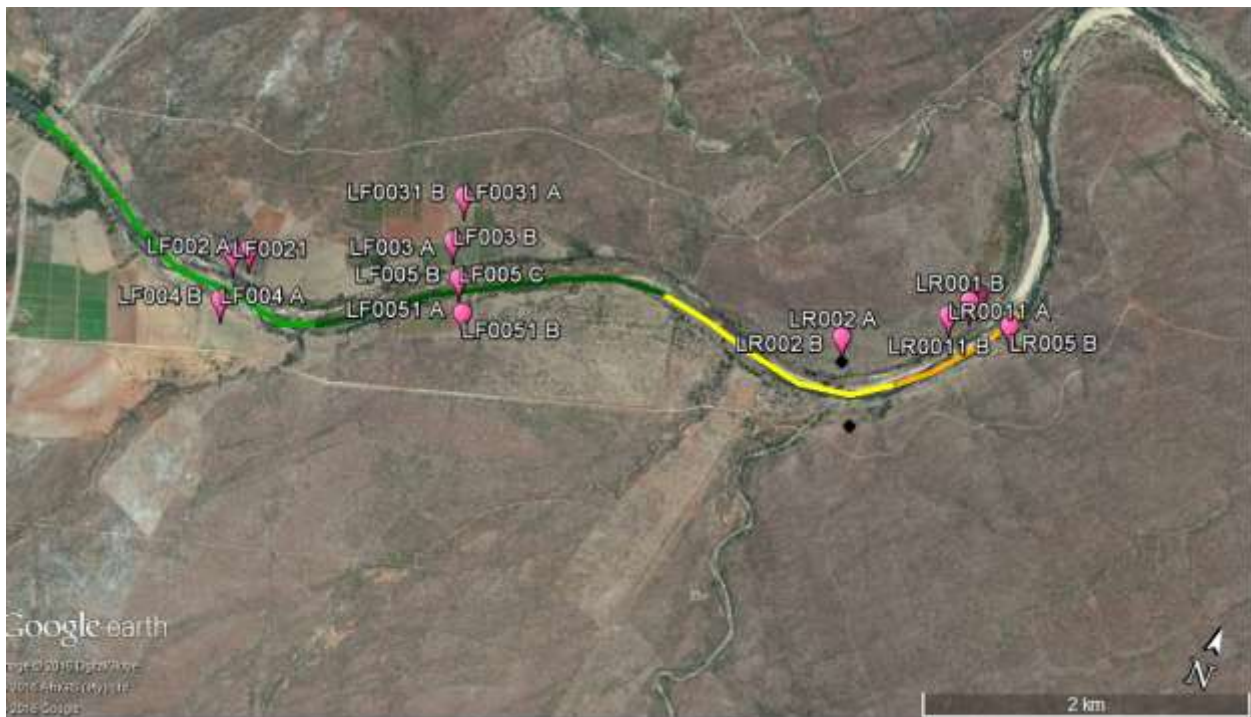 LF0031 B LF0031 A
LF003 A LF003 B
LF002 A LF0021
LF005 B LF005 C
LF004 B LF004 A
LF0051 A
LF0051 B
LR001 B
LR0011 A
LR002 A
LR002 B
LR0011 B
LR005 B
Google earth
N
2 km